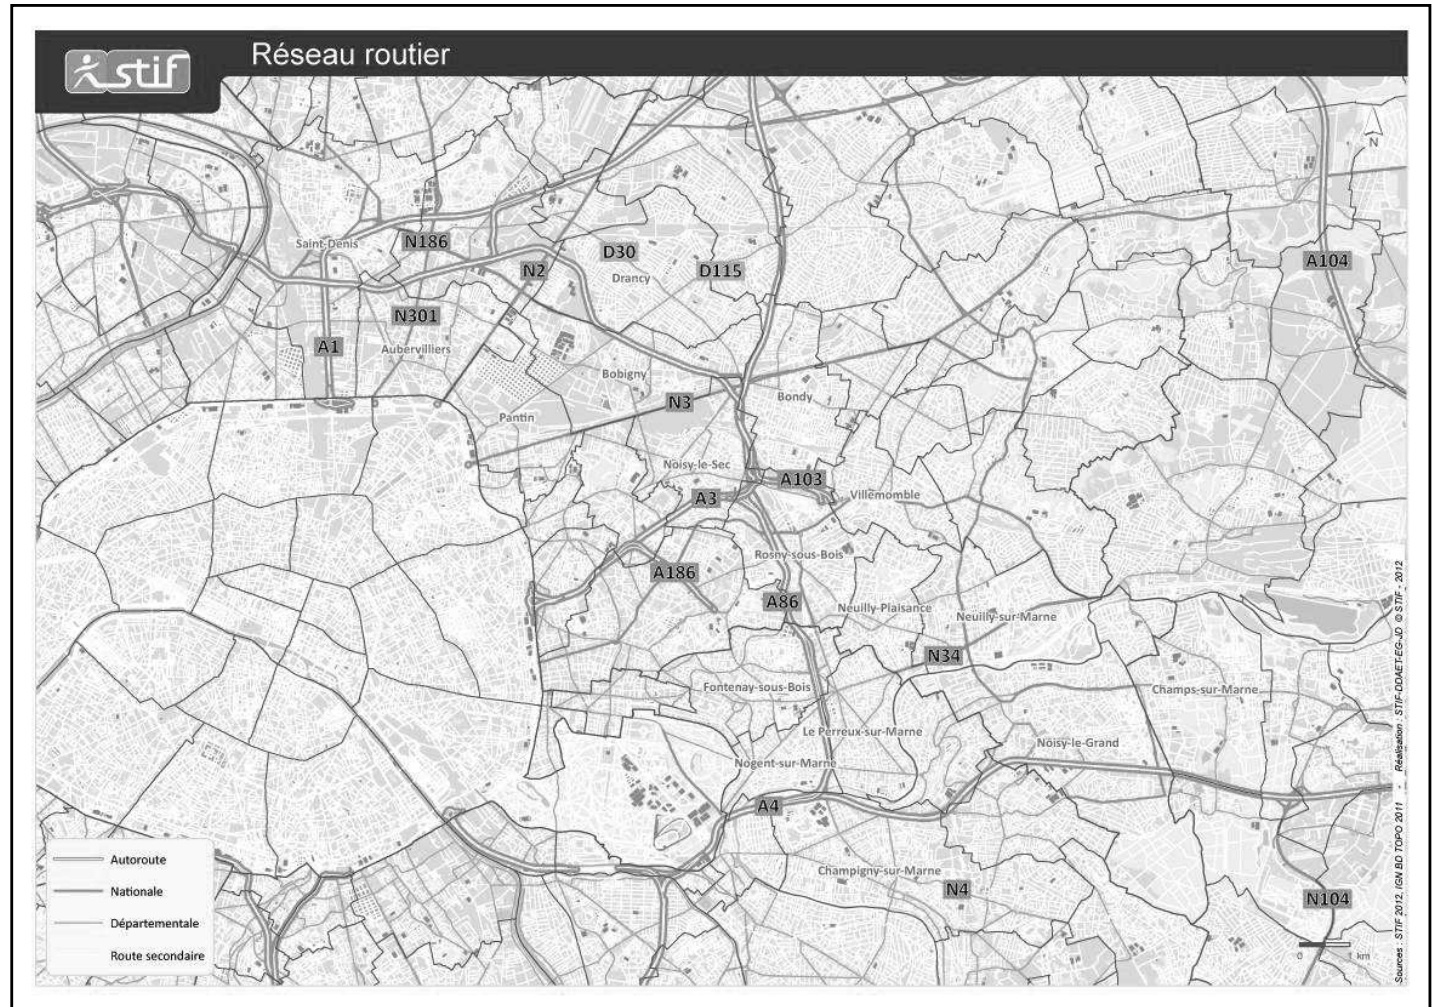 stif
Réseau routier
N
Saint-Denis
N186
N2
D30
Drancy
D115
A104
N301
A1
Aubervilliers
Bobigny
N3
Bondy
Pantin
Noisy-le-Sec
A3
A103
Villemomble
Rosny-sous-Bois
A186
A86
Neuilly-Plaisance
Neuilly-sur-Marne
N34
Fontenay-sous-Bois
Champs-sur-Marne
Le Perreux-sur-Marne
Noisy-le-Grand
Nogent-sur-Marne
A4
Champigny-sur-Marne
N4
N104
Autoroute
Nationale
Départementale
Route secondaire
0 1 km
Sources : STIF 2012, IGN BD TOPO 2011 - Réalisation : STIF-DDAET-EG-JD © STIF - 2012